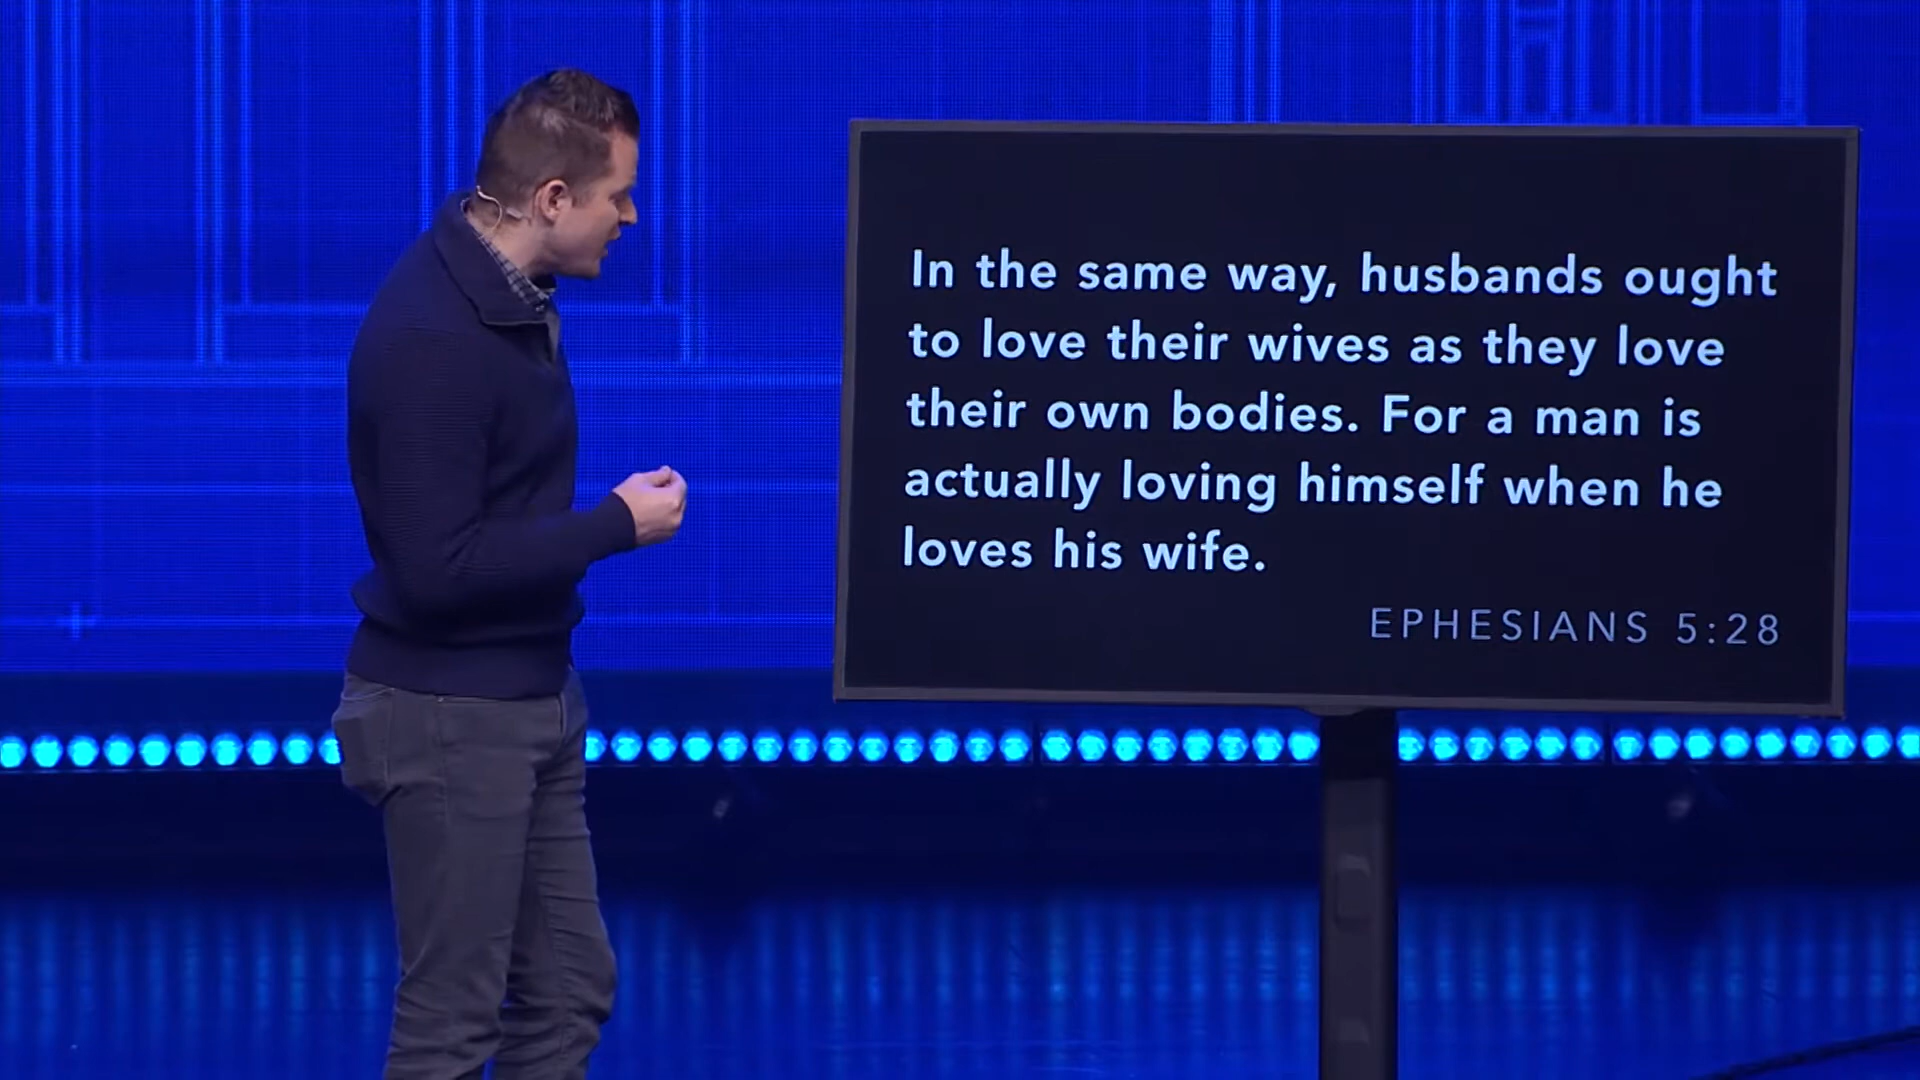 In the same way, husbands ought
to love their wives as they love
their own bodies. For a man is
actually loving himself when he
loves his wife.
EPHESIANS 5:28